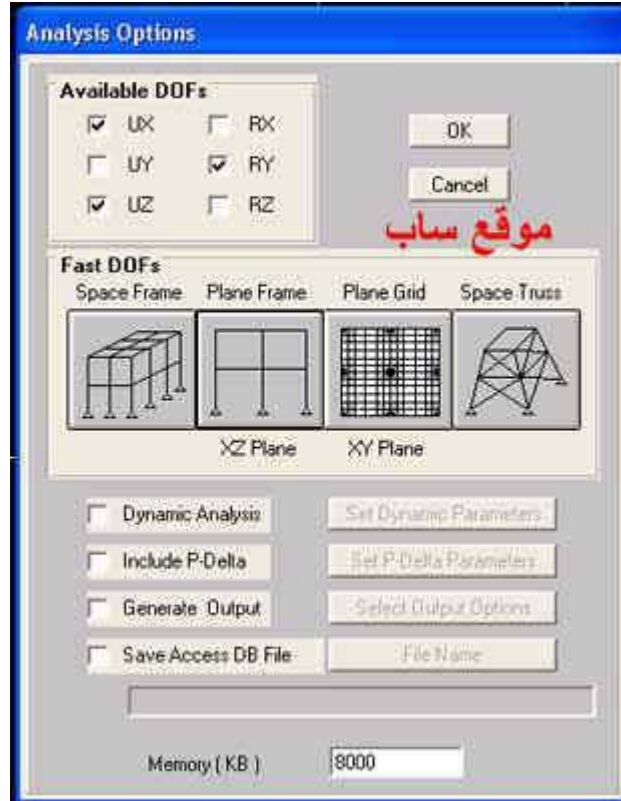 Analysis Options
Available DOFs
UX RX
UY RY
UZ RZ
OK
Cancel
موقع ساب
Fast DOFs
Space Frame Plane Frame Plane Grid Space Truss
XZ Plane XY Plane
Dynamic Analysis Set Dynamic Parameters
Include P-Delta Set P-Delta Parameters
Generate Output Select Output Options
Save Access DB File File Name
Memory ( KB ) 8000